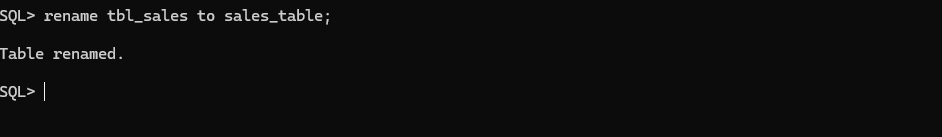 SQL> rename tbl_sales to sales_table;
Table renamed.
SQL>